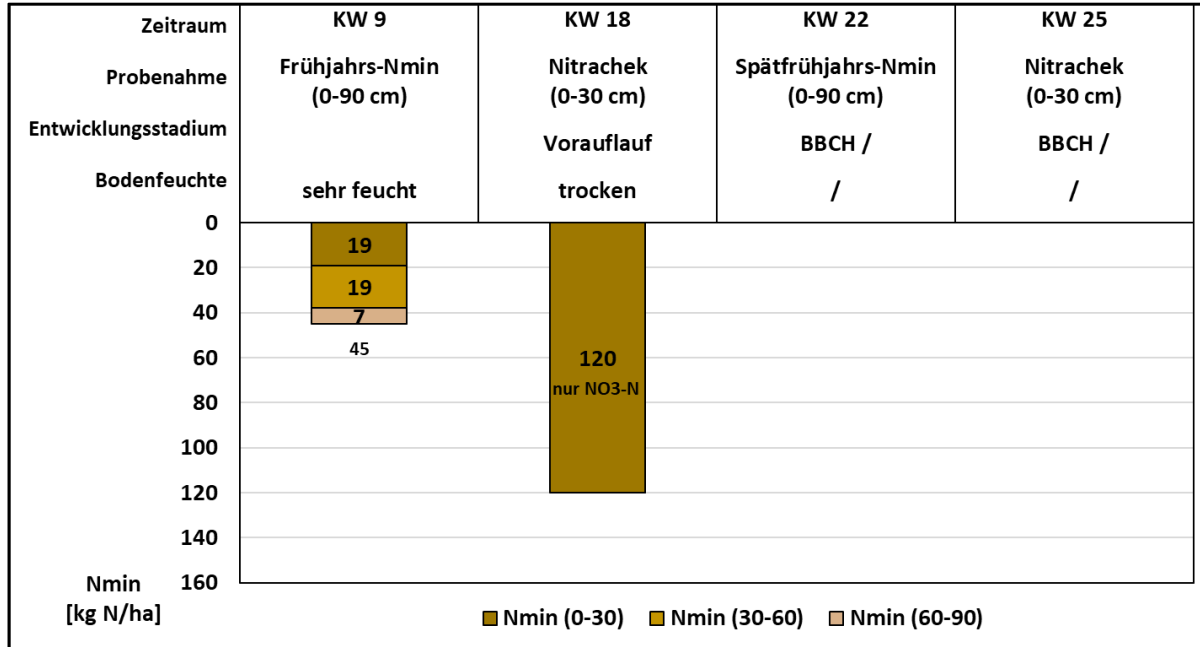 Zeitraum KW 9 KW 18 KW 22 KW 25
Probenahme Frühjahrs-Nmin Nitrachek Spätfrühjahrs-Nmin Nitrachek
(0-90 cm) (0-30 cm) (0-90 cm) (0-30 cm)
Entwicklungsstadium Vorauflauf BBCH / BBCH /
Bodenfeuchte sehr feucht trocken / /
0
19
20
19
40
7
45
60
120
nur NO3-N
80
100
120
140
160
Nmin
[kg N/ha]
Nmin (0-30) Nmin (30-60) Nmin (60-90)